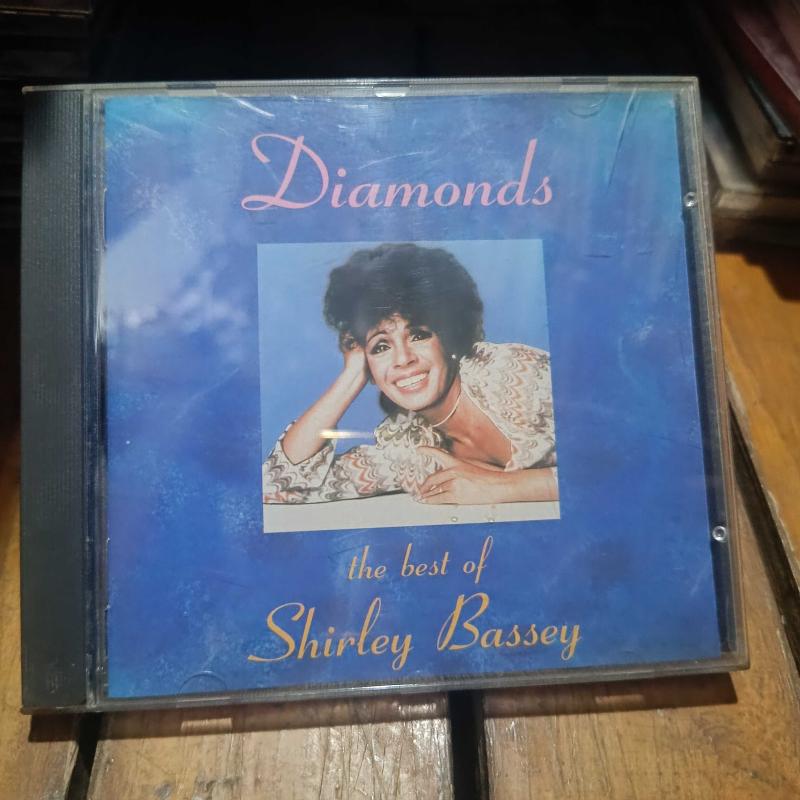 Diamonds
the best of
Shirley Bassey